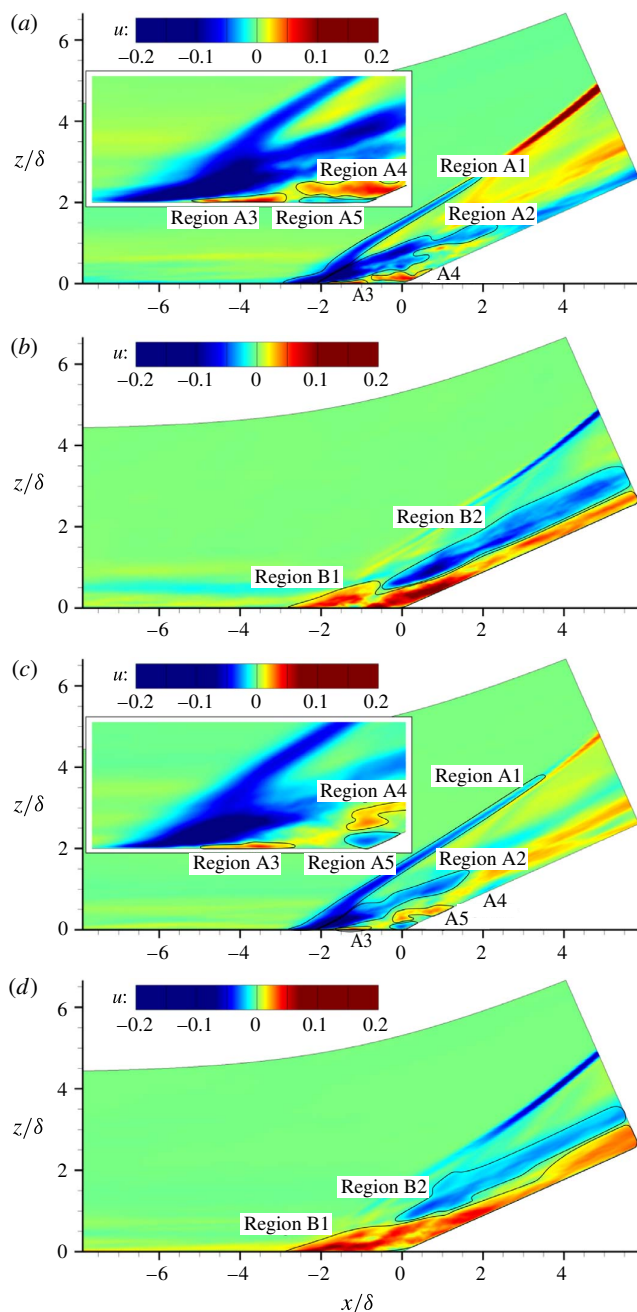 (a)
u:
−0.2 −0.1 0 0.1 0.2
6
4
2
0
z/δ
Region A4
Region A3 Region A5
Region A1
Region A2
A4
A3
−6 −4 −2 0 2 4
(b)
u:
−0.2 −0.1 0 0.1 0.2
6
4
2
0
z/δ
Region B2
Region B1
−6 −4 −2 0 2 4
(c)
u:
−0.2 −0.1 0 0.1 0.2
6
4
2
0
z/δ
Region A4
Region A3 Region A5
Region A1
Region A2
A4
A5
A3
−6 −4 −2 0 2 4
(d)
u:
−0.2 −0.1 0 0.1 0.2
6
4
2
0
z/δ
Region B2
Region B1
−6 −4 −2 0 2 4
x/δ